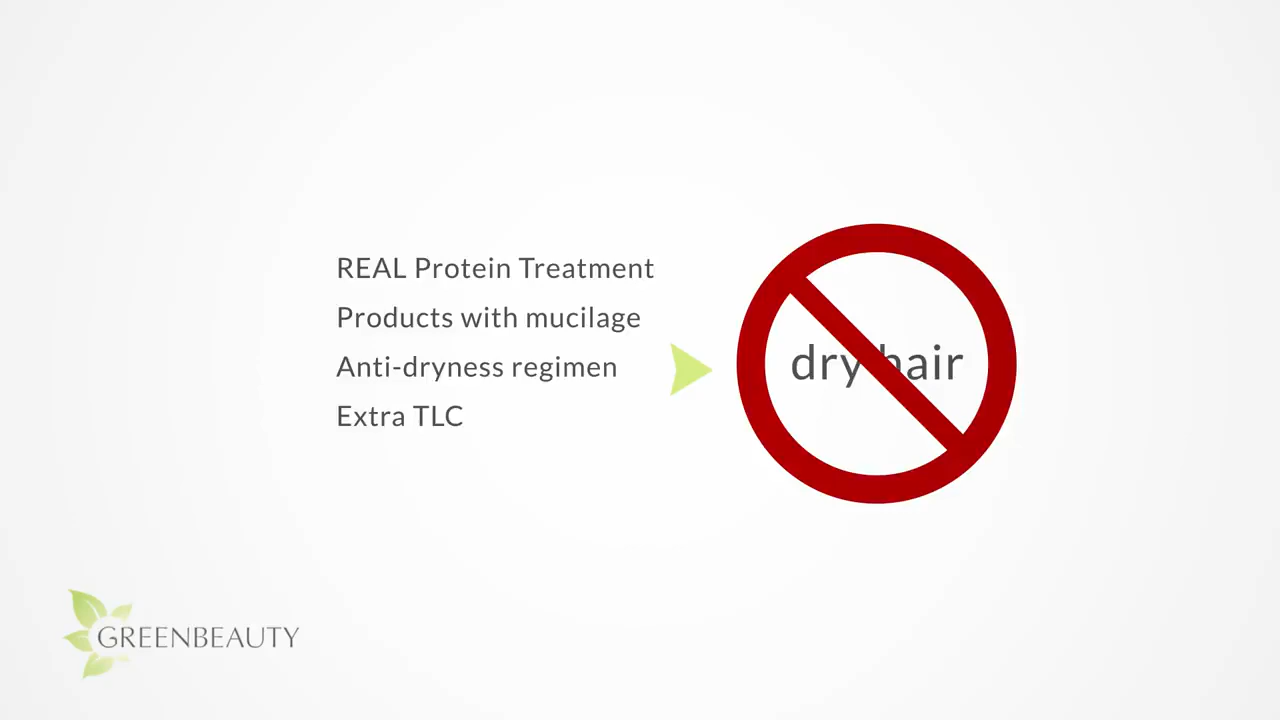 REAL Protein Treatment
Products with mucilage
Anti-dryness regimen
Extra TLC
dry hair
GREENBEAUTY